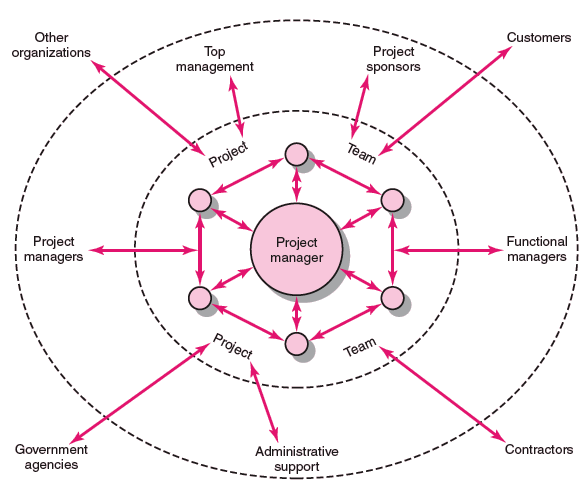 Other
organizations
Top
management
Project
sponsors
Customers
Project
Team
Project
managers
Project
manager
Functional
managers
Project
Team
Government
agencies
Administrative
support
Contractors